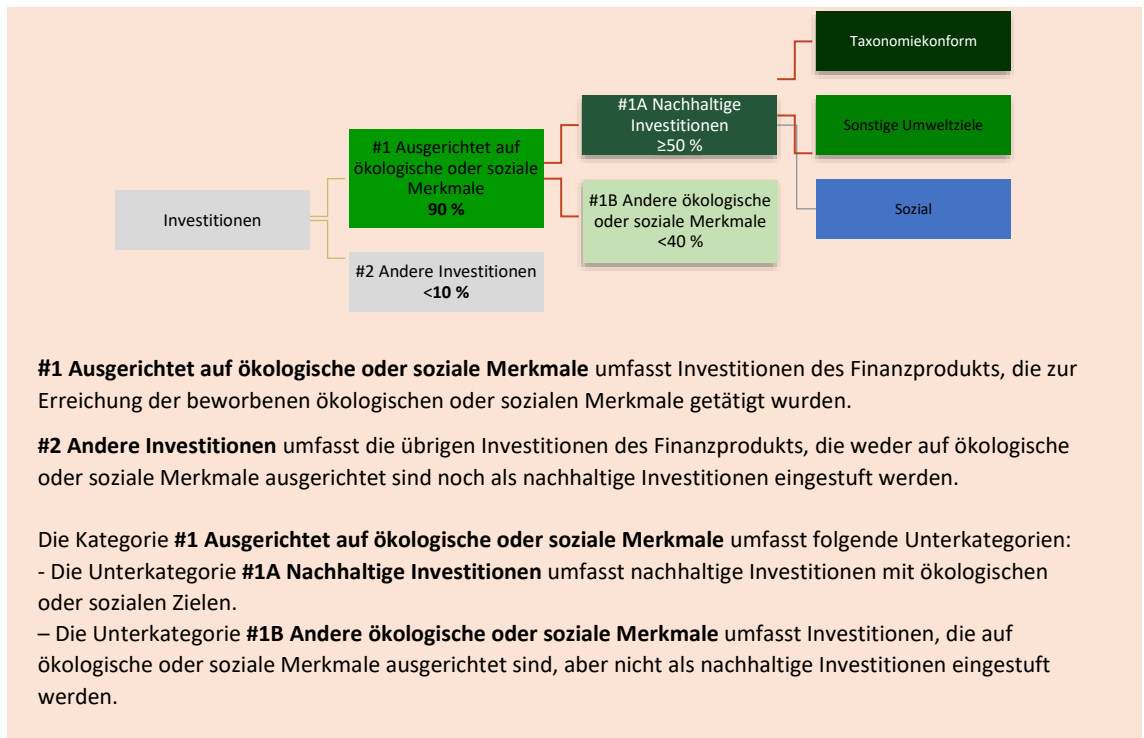 Taxonomiekonform
#1A Nachhaltige
Investitionen
≥50 %
Sonstige Umweltziele
#1 Ausgerichtet auf
ökologische oder soziale
Merkmale
90 %
#1B Andere ökologische
oder soziale Merkmale
<40 %
Sozial
Investitionen
#2 Andere Investitionen
<10 %
#1 Ausgerichtet auf ökologische oder soziale Merkmale umfasst Investitionen des Finanzprodukts, die zur
Erreichung der beworbenen ökologischen oder sozialen Merkmale getätigt wurden.
#2 Andere Investitionen umfasst die übrigen Investitionen des Finanzprodukts, die weder auf ökologische
oder soziale Merkmale ausgerichtet sind noch als nachhaltige Investitionen eingestuft werden.
Die Kategorie #1 Ausgerichtet auf ökologische oder soziale Merkmale umfasst folgende Unterkategorien:
- Die Unterkategorie #1A Nachhaltige Investitionen umfasst nachhaltige Investitionen mit ökologischen
oder sozialen Zielen.
– Die Unterkategorie #1B Andere ökologische oder soziale Merkmale umfasst Investitionen, die auf
ökologische oder soziale Merkmale ausgerichtet sind, aber nicht als nachhaltige Investitionen eingestuft
werden.